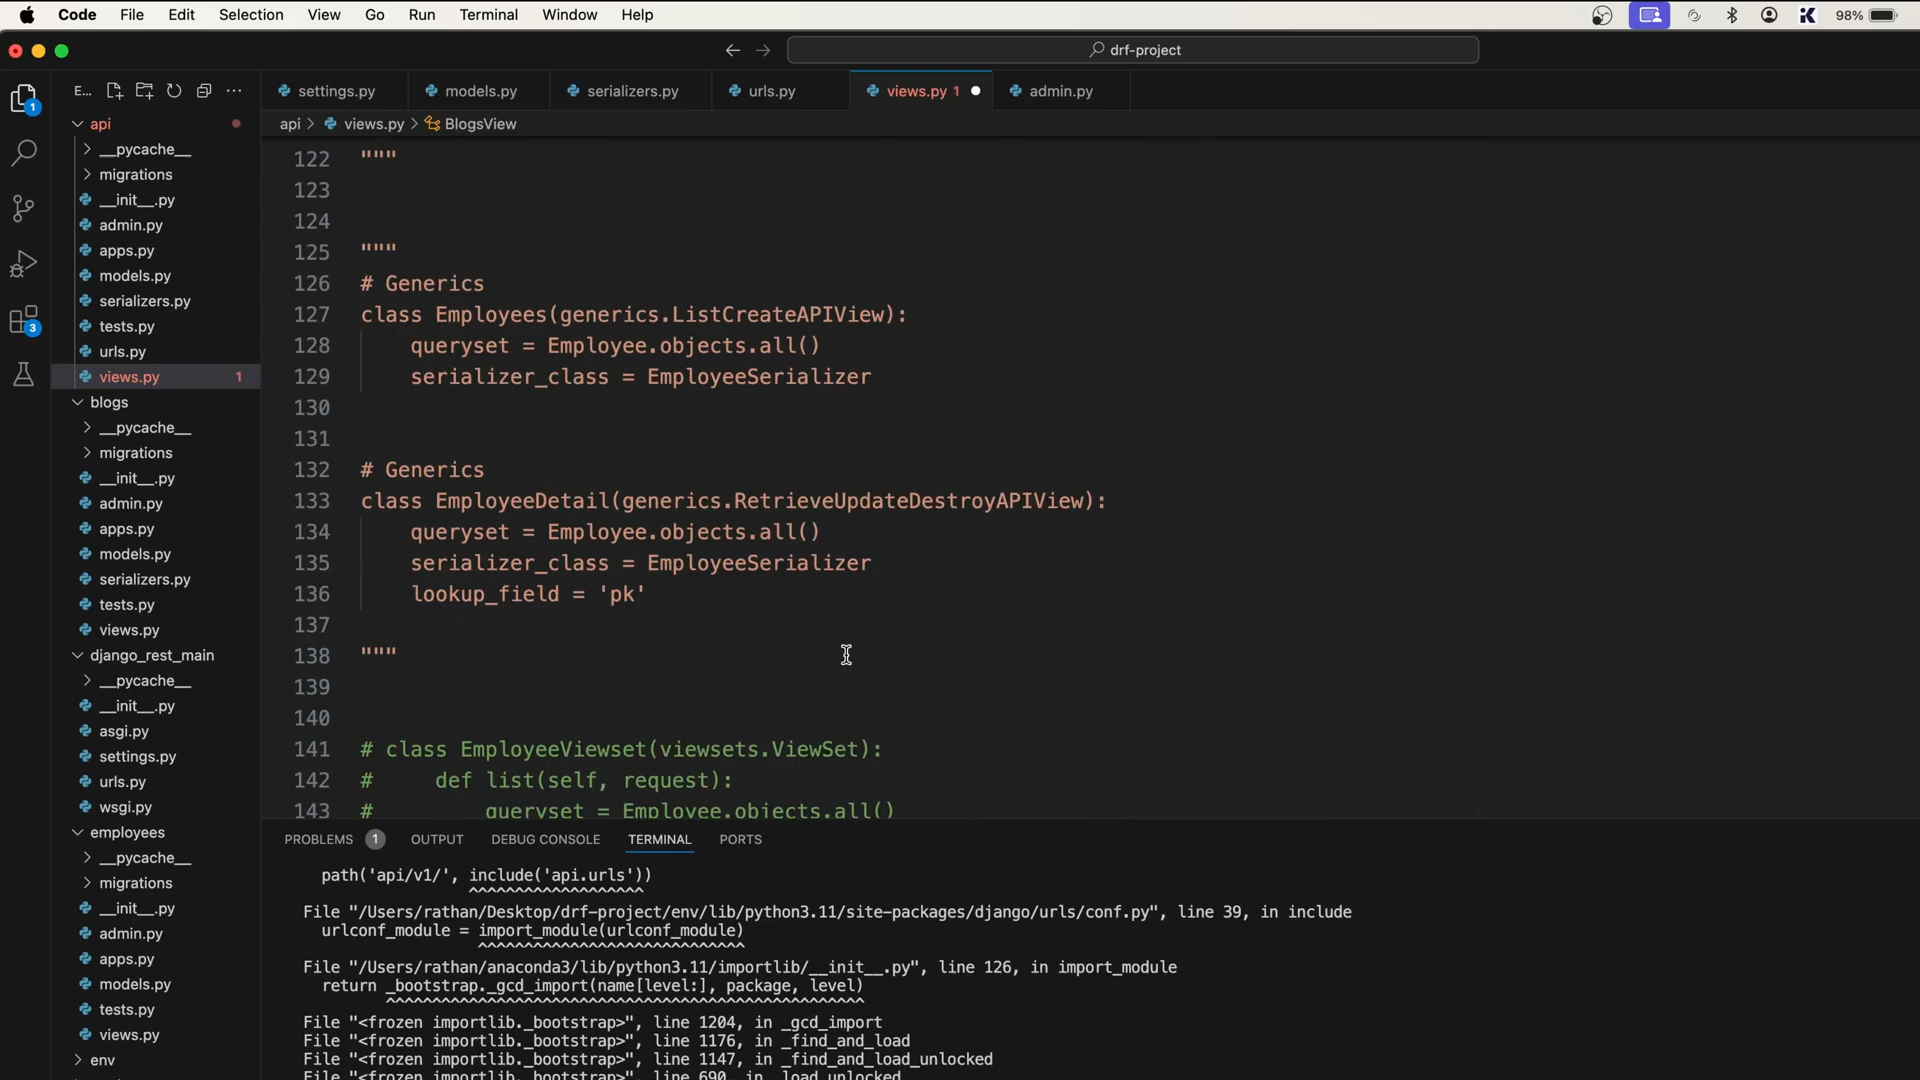 Code File Edit Selection View Go Run Terminal Window Help 98%
drf-project
E... settings.py models.py serializers.py urls.py views.py 1 admin.py
1
api > views.py > BlogsView
api
__pycache__
migrations
__init__.py
admin.py
apps.py
models.py
serializers.py
3
tests.py
urls.py
views.py 1
blogs
__pycache__
migrations
__init__.py
admin.py
apps.py
models.py
serializers.py
tests.py
views.py
django_rest_main
__pycache__
__init__.py
asgi.py
settings.py
urls.py
wsgi.py
employees
__pycache__
migrations
__init__.py
admin.py
apps.py
models.py
tests.py
views.py
env
122 """
123
124
125 """
126 # Generics
127 class Employees(generics.ListCreateAPIView):
128 queryset = Employee.objects.all()
129 serializer_class = EmployeeSerializer
130
131
132 # Generics
133 class EmployeeDetail(generics.RetrieveUpdateDestroyAPIView):
134 queryset = Employee.objects.all()
135 serializer_class = EmployeeSerializer
136 lookup_field = 'pk'
137
138 """
139
140
141 # class EmployeeViewset(viewsets.ViewSet):
142 # def list(self, request):
143 # queryset = Employee.objects.all()
PROBLEMS 1 OUTPUT DEBUG CONSOLE TERMINAL PORTS
path('api/v1/', include('api.urls'))
^^^^^^^^^^^^^^^^^^^
File "/Users/rathan/Desktop/drf-project/env/lib/python3.11/site-packages/django/urls/conf.py", line 39, in include
urlconf_module = import_module(urlconf_module)
^^^^^^^^^^^^^^^^^^^^^^^^^^^^^
File "/Users/rathan/anaconda3/lib/python3.11/importlib/__init__.py", line 126, in import_module
return _bootstrap._gcd_import(name[level:], package, level)
^^^^^^^^^^^^^^^^^^^^^^^^^^^^^^^^^^^^^^^^^^^^^^^^^^^^
File "<frozen importlib._bootstrap>", line 1204, in _gcd_import
File "<frozen importlib._bootstrap>", line 1176, in _find_and_load
File "<frozen importlib._bootstrap>", line 1147, in _find_and_load_unlocked
File "<frozen importlib._bootstrap>", line 690, in _load_unlocked